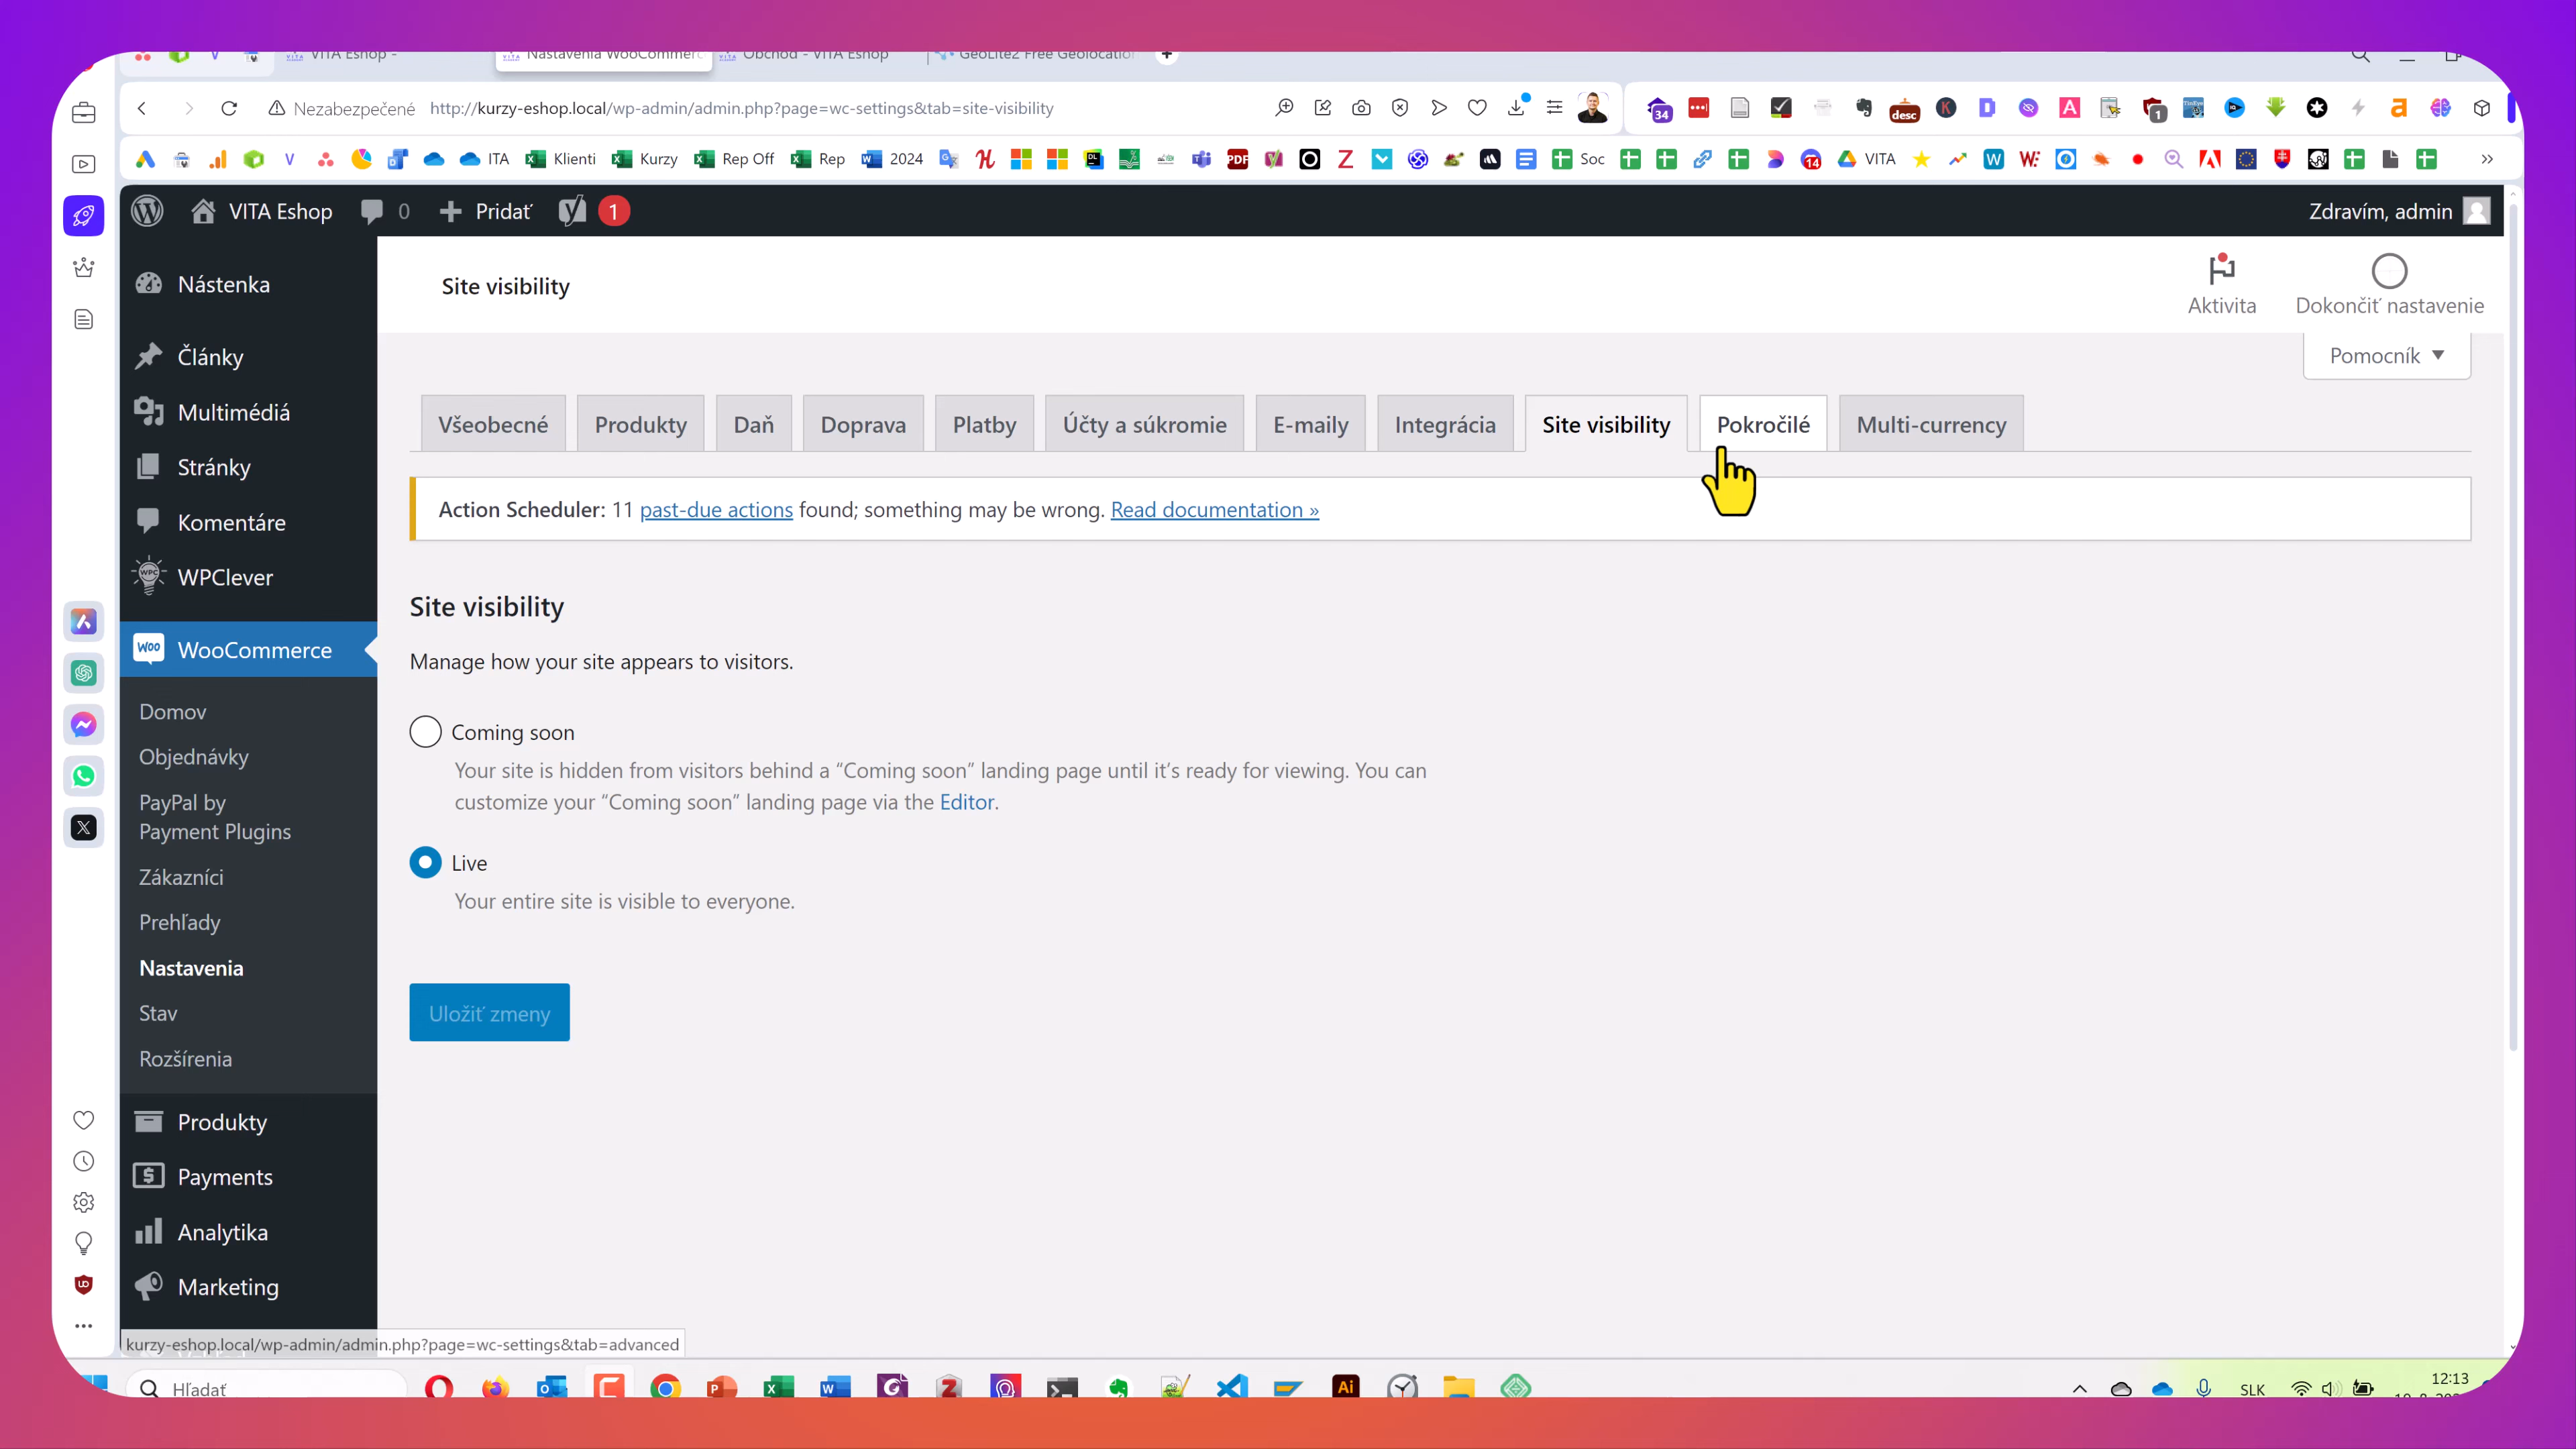 VITA Eshop -
Nastavenia WooCommerc
Obchod - VITA Eshop
GeoLite2 Free Geolocation
Nezabezpečené
http://kurzy-eshop.local/wp-admin/admin.php?page=wc-settings&tab=site-visibility
34
desc
1
ITA
Klienti
Kurzy
Rep Off
Rep
2024
PDF
Soc
14
VITA
VITA Eshop
0
Pridať
1
Zdravím, admin
Nástenka
Články
Multimédiá
Stránky
Komentáre
WPClever
WooCommerce
Domov
Objednávky
PayPal by
Payment Plugins
Zákazníci
Prehľady
Nastavenia
Stav
Rozšírenia
Produkty
Payments
Analytika
Marketing
Site visibility
Aktivita
Dokončiť nastavenie
Pomocník
Všeobecné
Produkty
Daň
Doprava
Platby
Účty a súkromie
E-maily
Integrácia
Site visibility
Pokročilé
Multi-currency
Action Scheduler: 11 past-due actions found; something may be wrong. Read documentation »
Site visibility
Manage how your site appears to visitors.
Coming soon
Your site is hidden from visitors behind a “Coming soon” landing page until it’s ready for viewing. You can
customize your “Coming soon” landing page via the Editor.
Live
Your entire site is visible to everyone.
Uložiť zmeny
kurzy-eshop.local/wp-admin/admin.php?page=wc-settings&tab=advanced
Hľadať
SLK
12:13